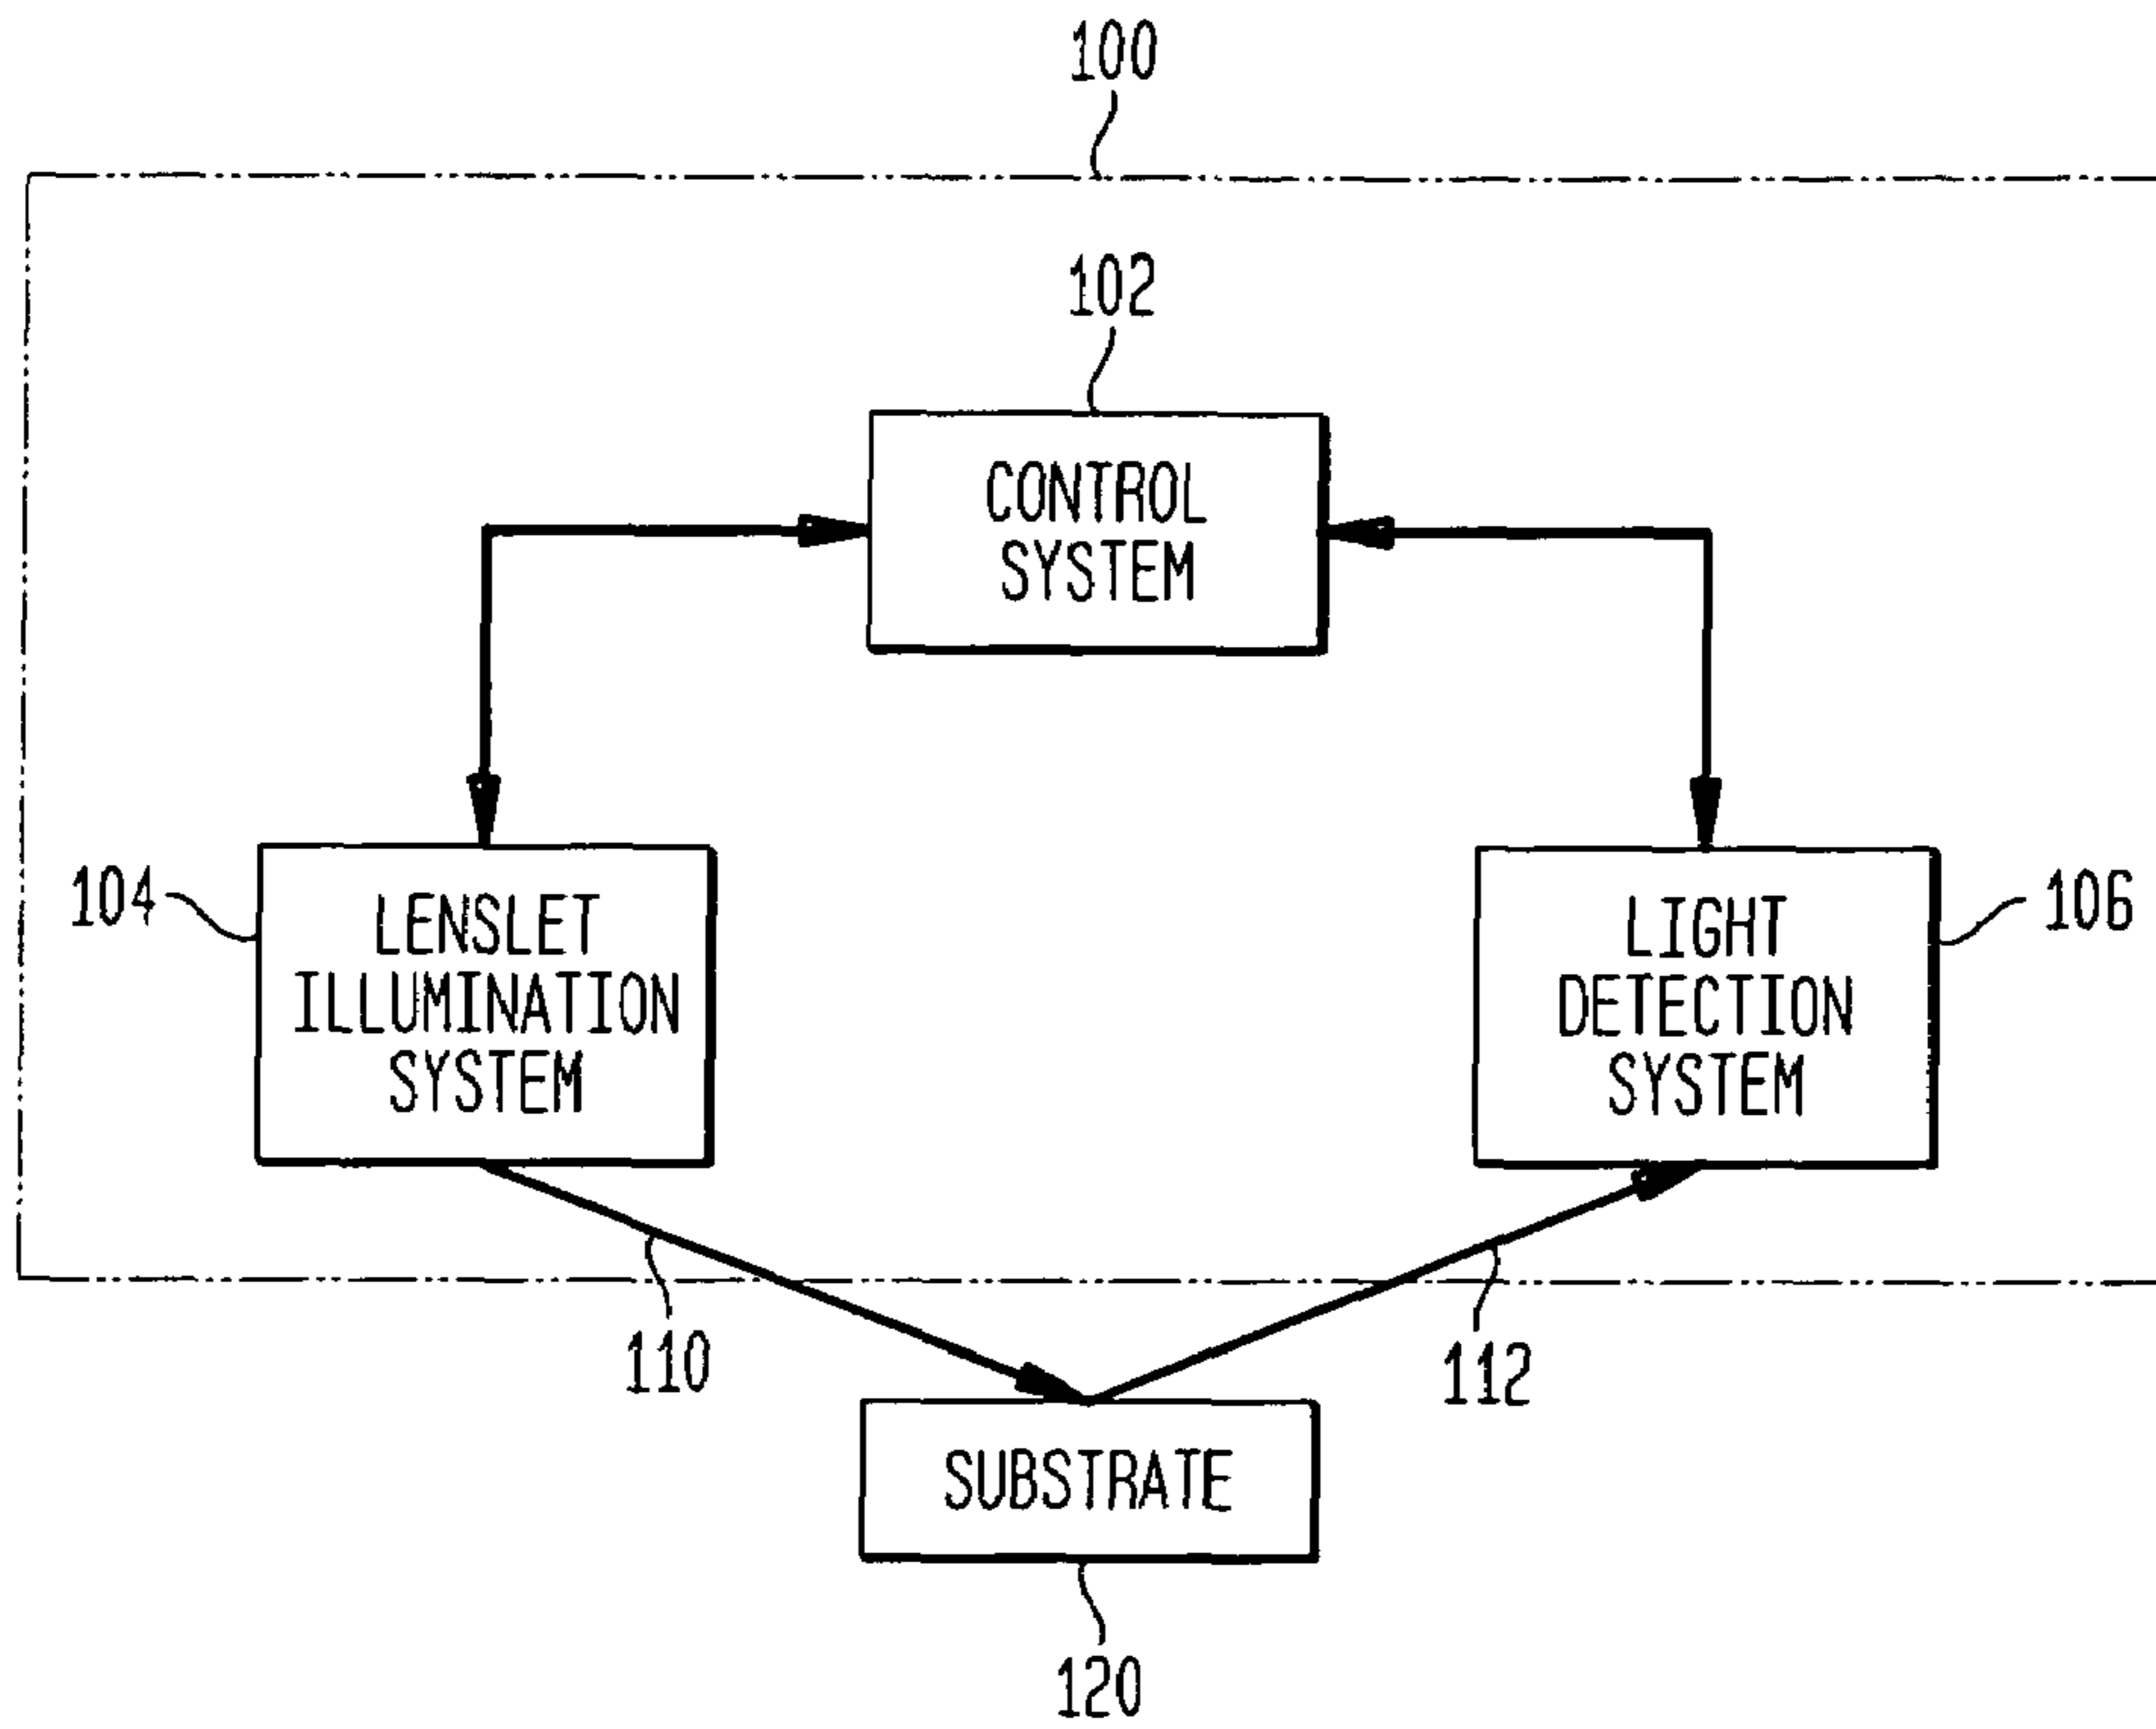 100
102
CONTROL
SYSTEM
104
LENSLET
ILLUMINATION
SYSTEM
LIGHT
DETECTION
SYSTEM
106
110
112
SUBSTRATE
120